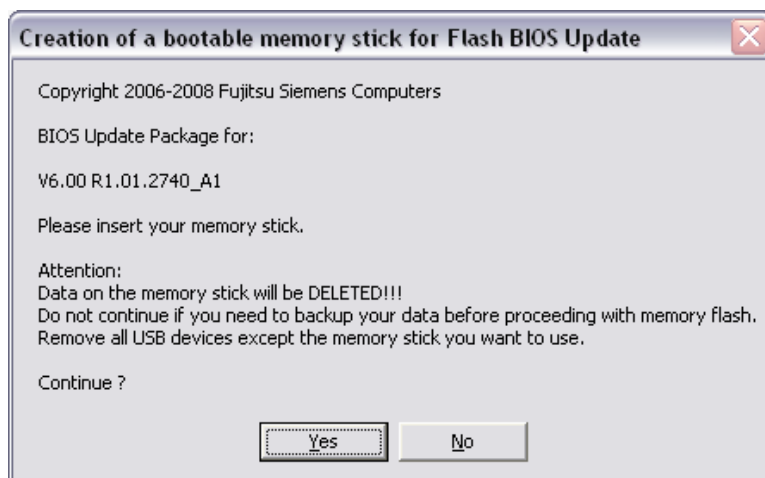 Creation of a bootable memory stick for Flash BIOS Update
Copyright 2006-2008 Fujitsu Siemens Computers
BIOS Update Package for:
V6.00 R1.01.2740_A1
Please insert your memory stick.
Attention:
Data on the memory stick will be DELETED!!!
Do not continue if you need to backup your data before proceeding with memory flash.
Remove all USB devices except the memory stick you want to use.
Continue ?
Yes No